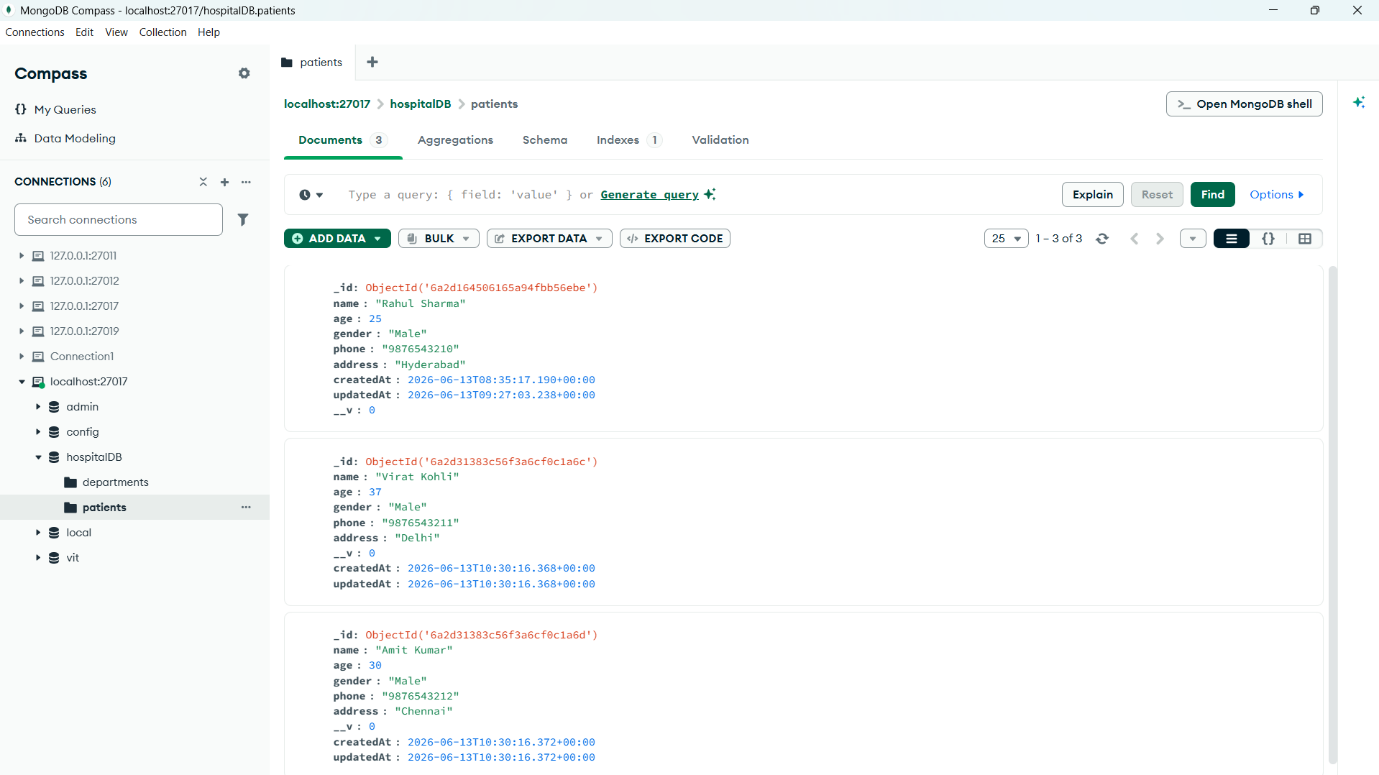 MongoDB Compass - localhost:27017/hospitalDB.patients
Connections Edit View Collection Help
Compass
My Queries
Data Modeling
CONNECTIONS (6)
Search connections
127.0.0.1:27011
127.0.0.1:27012
127.0.0.1:27017
127.0.0.1:27019
Connection1
localhost:27017
admin
config
hospitalDB
departments
patients
local
vit
patients
localhost:27017 > hospitalDB > patients
>_ Open MongoDB shell
Documents 3 Aggregations Schema Indexes 1 Validation
Type a query: { field: 'value' } or Generate query
Explain Reset Find Options
ADD DATA BULK EXPORT DATA </> EXPORT CODE
25 1 – 3 of 3 {}
_id: ObjectId('6a2d164506165a94fbb56ebe')
name : "Rahul Sharma"
age : 25
gender : "Male"
phone : "9876543210"
address : "Hyderabad"
createdAt : 2026-06-13T08:35:17.190+00:00
updatedAt : 2026-06-13T09:27:03.238+00:00
__v : 0
_id: ObjectId('6a2d31383c56f3a6cf0c1a6c')
name : "Virat Kohli"
age : 37
gender : "Male"
phone : "9876543211"
address : "Delhi"
__v : 0
createdAt : 2026-06-13T10:30:16.368+00:00
updatedAt : 2026-06-13T10:30:16.368+00:00
_id: ObjectId('6a2d31383c56f3a6cf0c1a6d')
name : "Amit Kumar"
age : 30
gender : "Male"
phone : "9876543212"
address : "Chennai"
__v : 0
createdAt : 2026-06-13T10:30:16.372+00:00
updatedAt : 2026-06-13T10:30:16.372+00:00